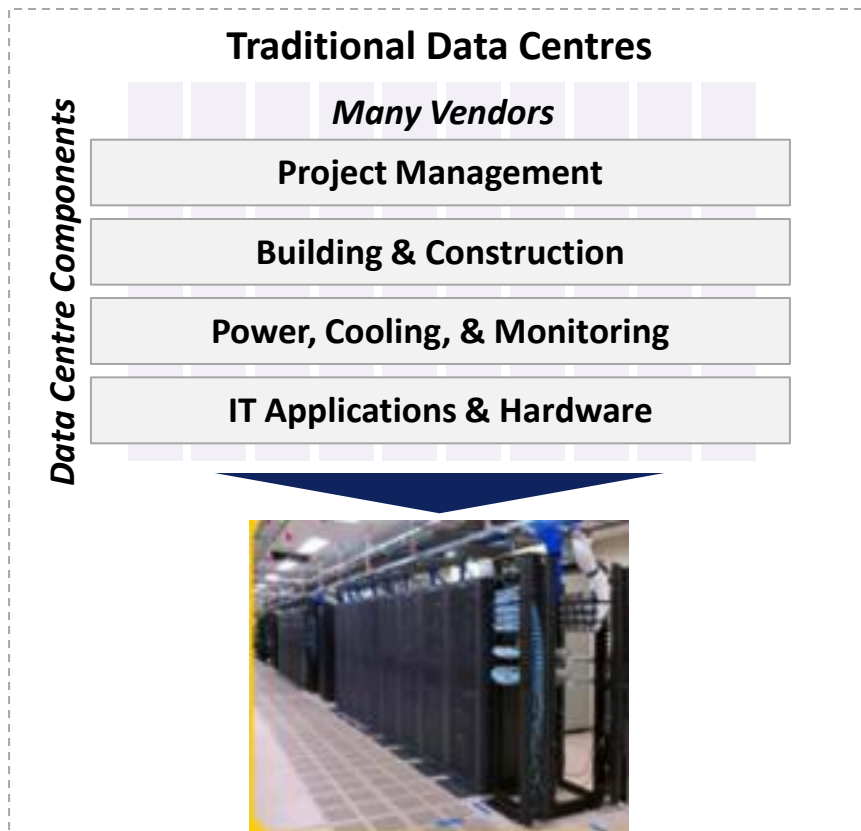 Traditional Data Centres
Many Vendors
Data Centre Components
Project Management
Building & Construction
Power, Cooling, & Monitoring
IT Applications & Hardware